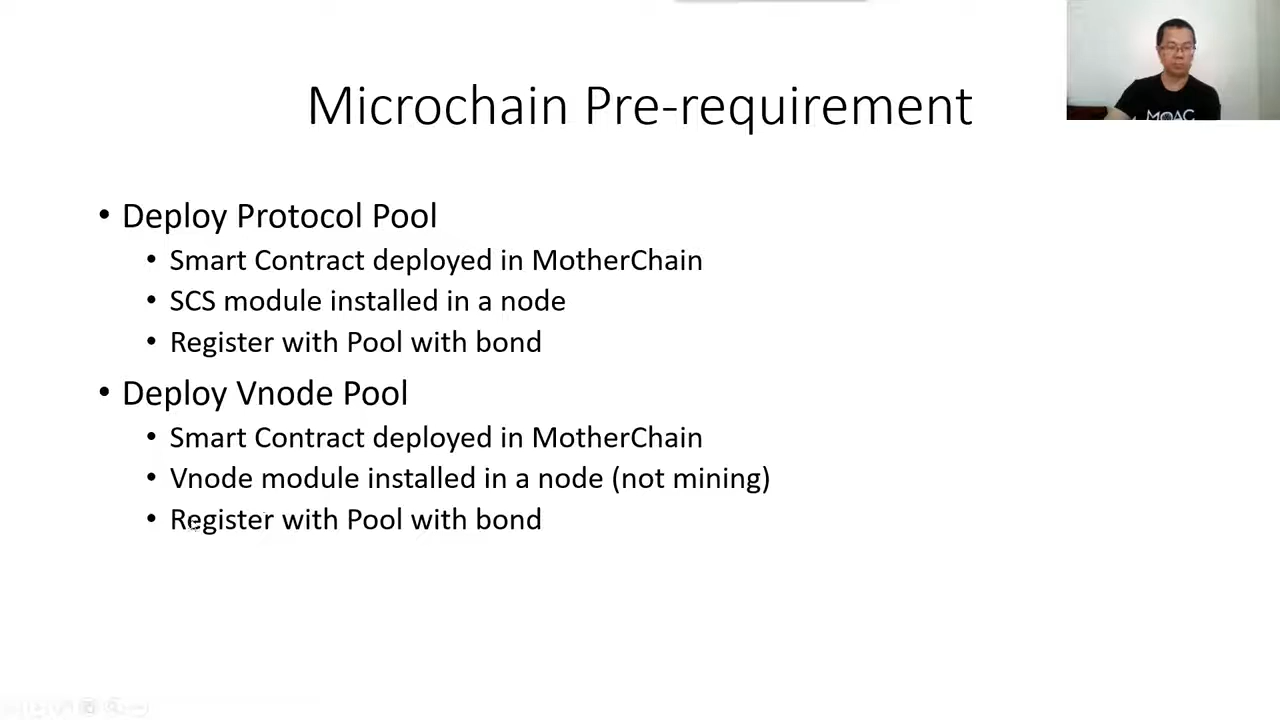 Microchain Pre-requirement
MOAC
• Deploy Protocol Pool
• Smart Contract deployed in MotherChain
• SCS module installed in a node
• Register with Pool with bond
• Deploy Vnode Pool
• Smart Contract deployed in MotherChain
• Vnode module installed in a node (not mining)
• Register with Pool with bond